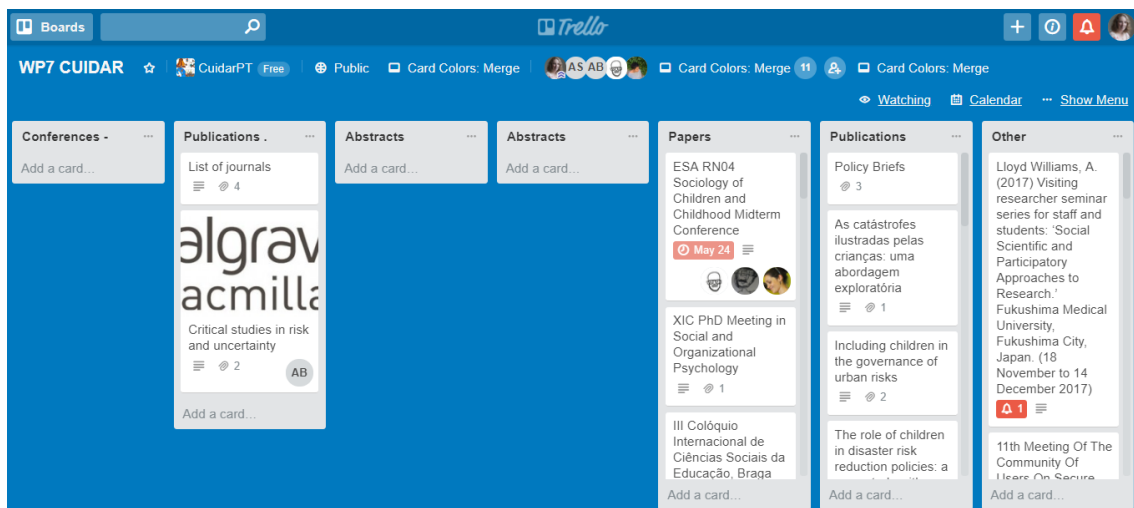 Boards
Trello
WP7 CUIDAR
CuidarPT Free
Public
Card Colors: Merge
AS AB
Card Colors: Merge 11
Card Colors: Merge
Watching
Calendar
··· Show Menu
Conferences - ···
Add a card...
Publications . ···
List of journals
4
algrav
acmilla
Critical studies in risk
and uncertainty
2
AB
Add a card...
Abstracts ···
Add a card...
Abstracts ···
Add a card...
Papers ···
ESA RN04
Sociology of
Children and
Childhood Midterm
Conference
May 24
XIC PhD Meeting in
Social and
Organizational
Psychology
1
III Colóquio
Internacional de
Ciências Sociais da
Educação, Braga
Add a card...
Publications ···
Policy Briefs
3
As catástrofes
ilustradas pelas
crianças: uma
abordagem
exploratória
1
Including children in
the governance of
urban risks
2
The role of children
in disaster risk
reduction policies: a
Add a card...
Other ···
Lloyd Williams, A.
(2017) Visiting
researcher seminar
series for staff and
students: 'Social
Scientific and
Participatory
Approaches to
Research.'
Fukushima Medical
University,
Fukushima City,
Japan. (18
November to 14
December 2017)
1
11th Meeting Of The
Community Of
Users On Secure
Add a card...